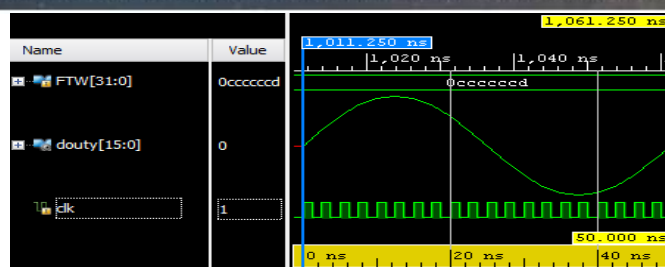 1,061.250 ns
Name Value
1,011.250 ns
1,020 ns 1,040 ns
FTW[31:0] 0ccccccd 0ccccccd
douty[15:0] 0
clk 1
50.000 ns
0 ns 20 ns 40 ns